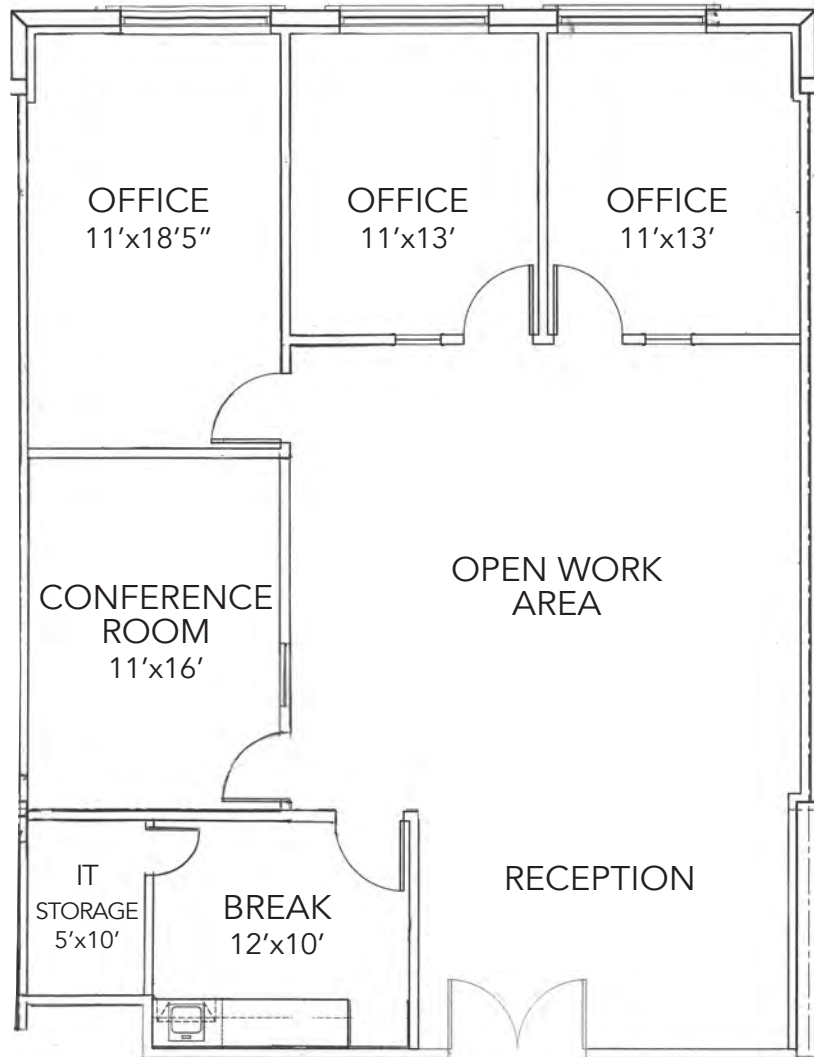 OFFICE
11’x18’5”
OFFICE
11’x13’
OFFICE
11’x13’
CONFERENCE
ROOM
11’x16’
OPEN WORK
AREA
IT
STORAGE
5’x10’
BREAK
12’x10’
RECEPTION